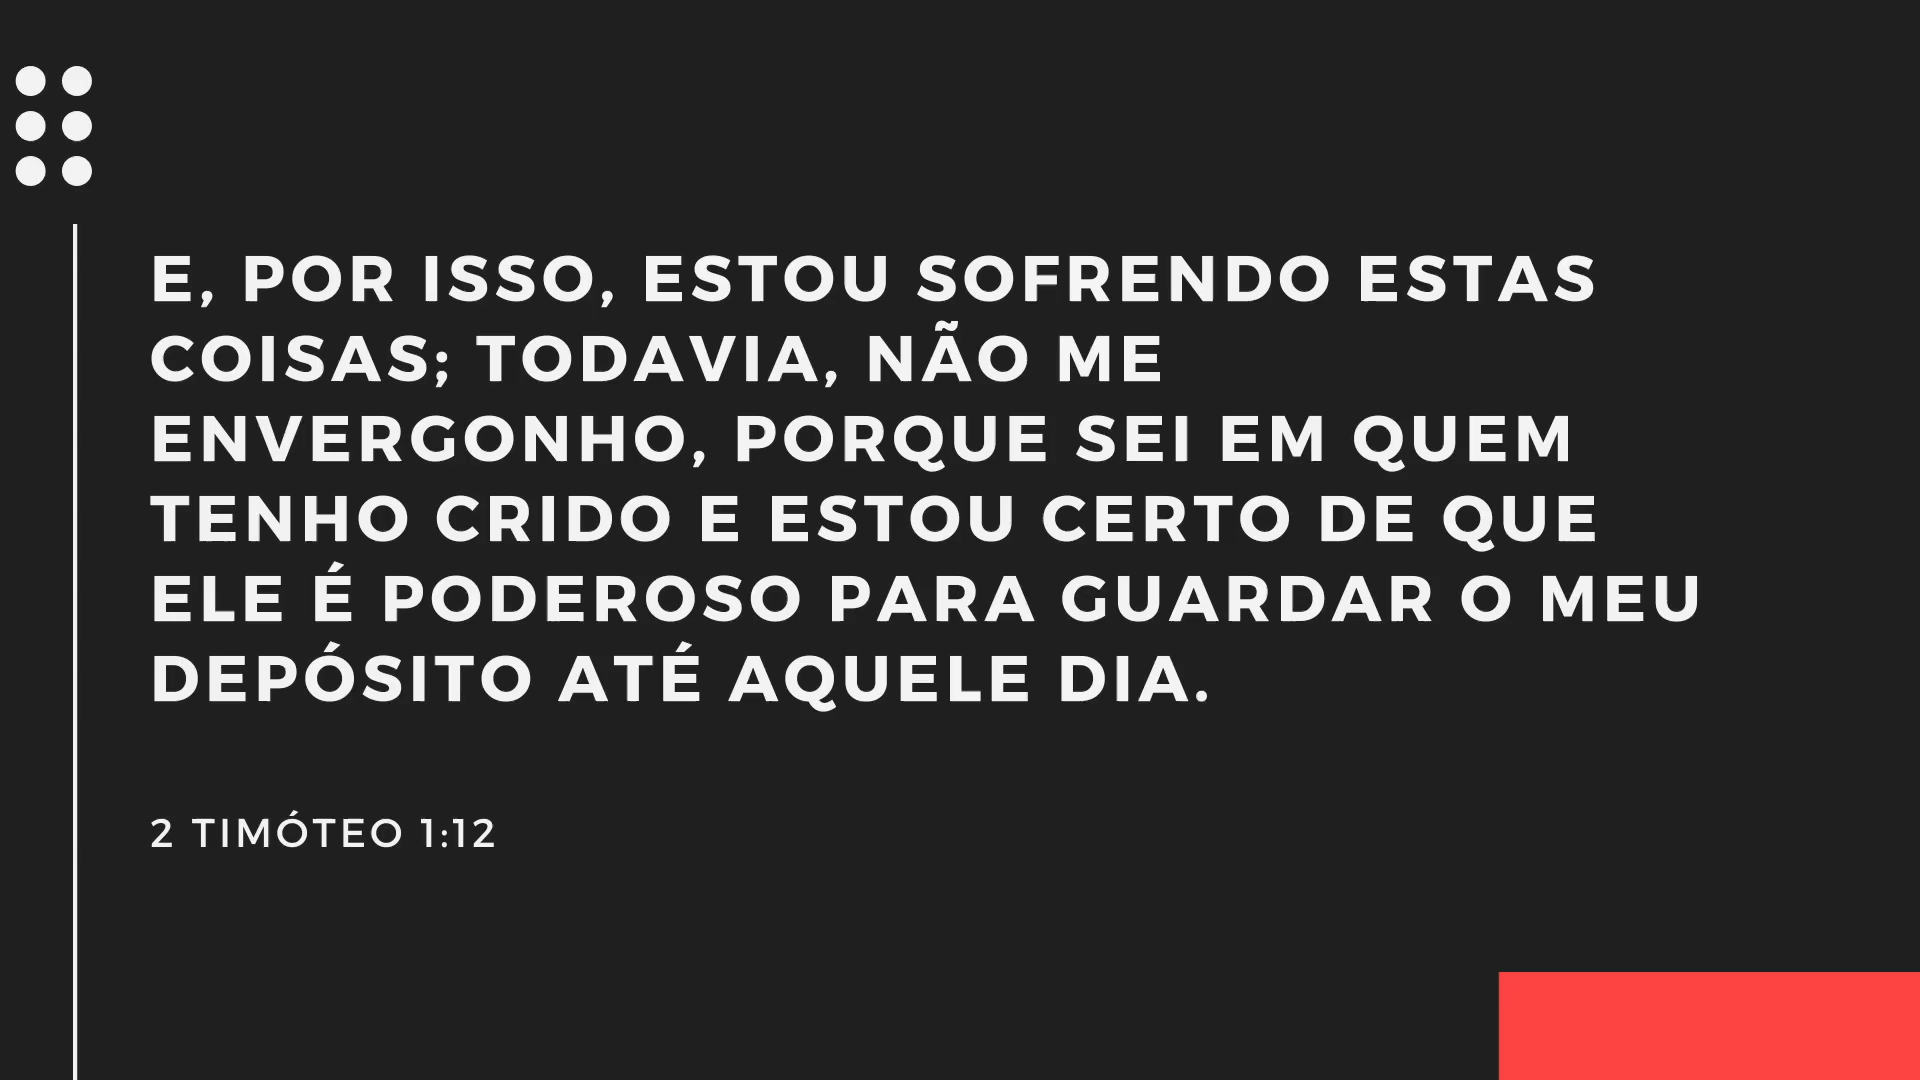 E, POR ISSO, ESTOU SOFRENDO ESTAS
COISAS; TODAVIA, NÃO ME
ENVERGONHO, PORQUE SEI EM QUEM
TENHO CRIDO E ESTOU CERTO DE QUE
ELE É PODEROSO PARA GUARDAR O MEU
DEPÓSITO ATÉ AQUELE DIA.
2 TIMÓTEO 1:12